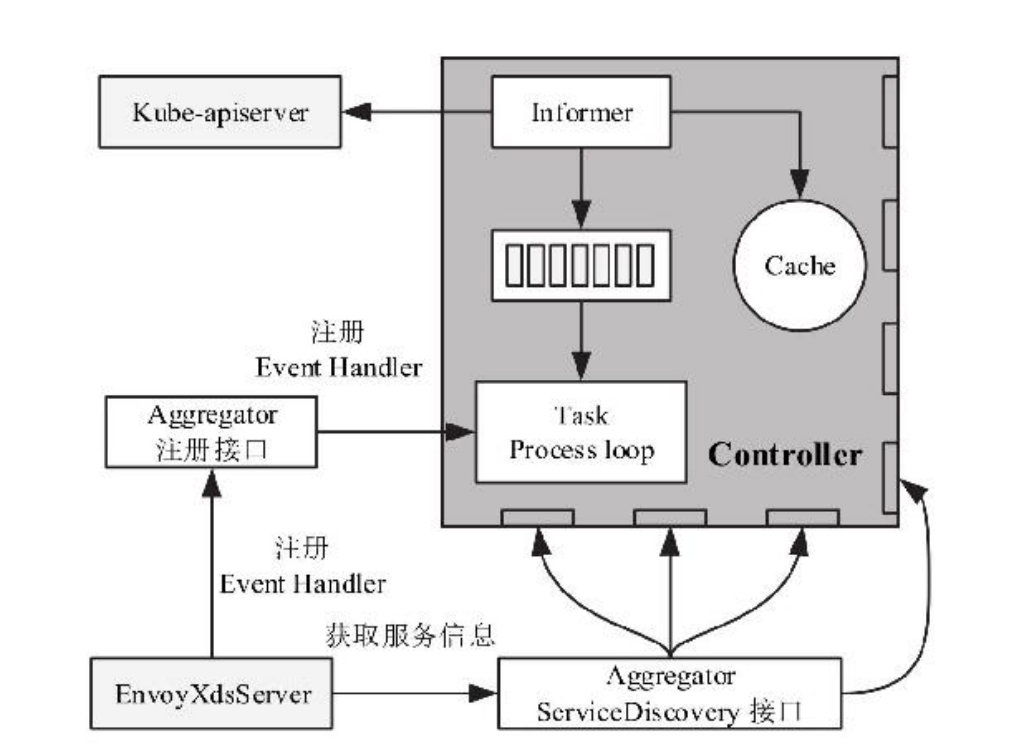 Kube-apiserver
Informer
Cache
注册
Event Handler
Aggregator
注册接口
Task
Process loop
Controller
注册
Event Handler
获取服务信息
EnvoyXdsServer
Aggregator
ServiceDiscovery 接口